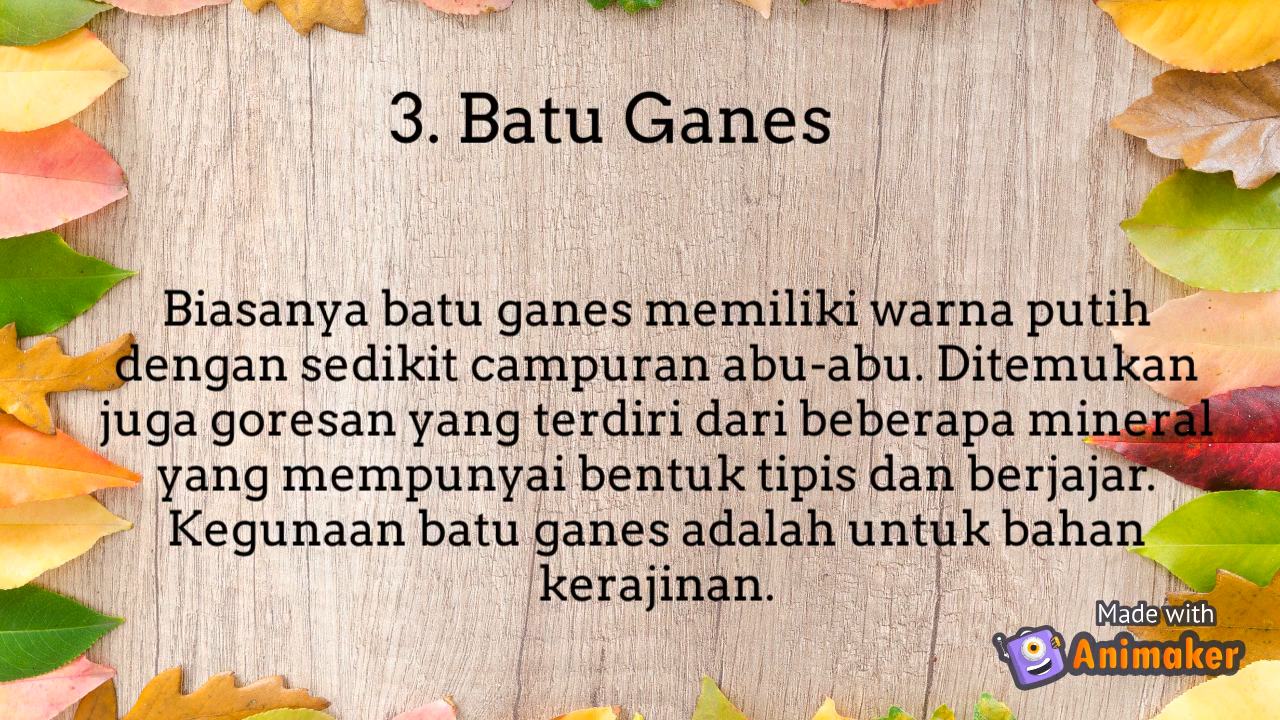 3. Batu Ganes
Biasanya batu ganes memiliki warna putih
dengan sedikit campuran abu-abu. Ditemukan
juga goresan yang terdiri dari beberapa mineral
yang mempunyai bentuk tipis dan berjajar.
Kegunaan batu ganes adalah untuk bahan
kerajinan.
Made with
Animaker